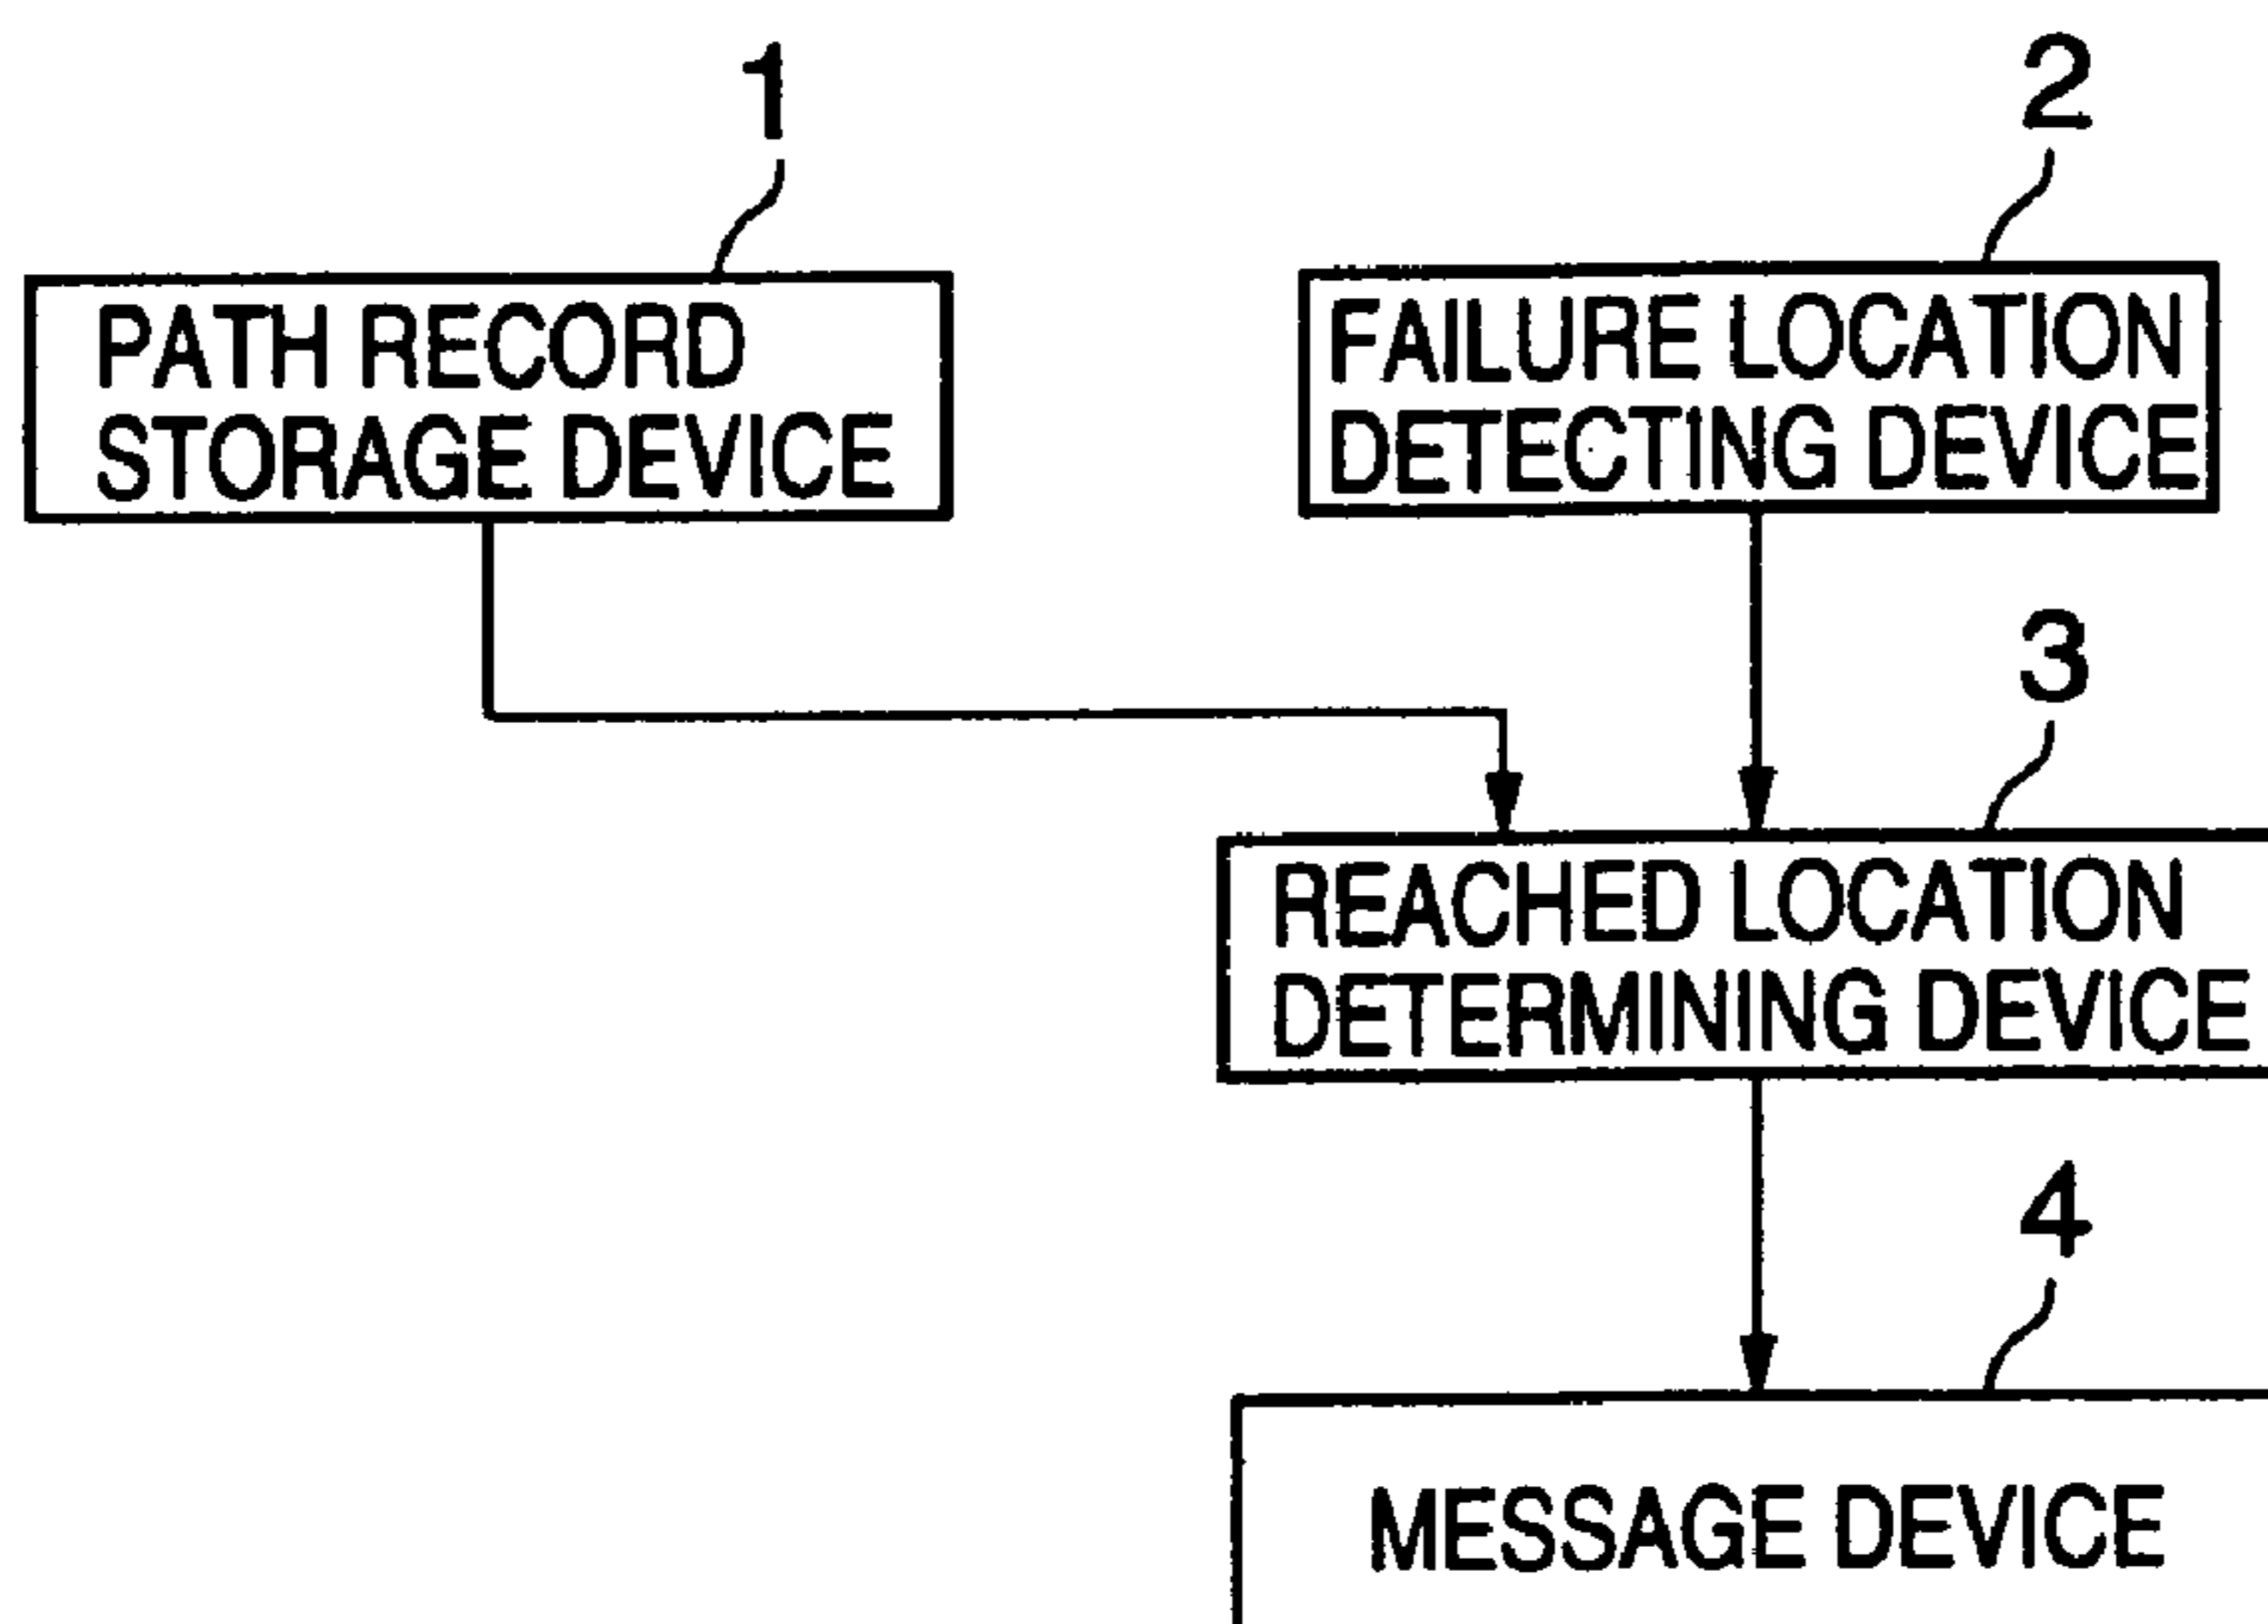 1
2
PATH RECORD
STORAGE DEVICE
FAILURE LOCATION
DETECTING DEVICE
3
REACHED LOCATION
DETERMINING DEVICE
4
MESSAGE DEVICE